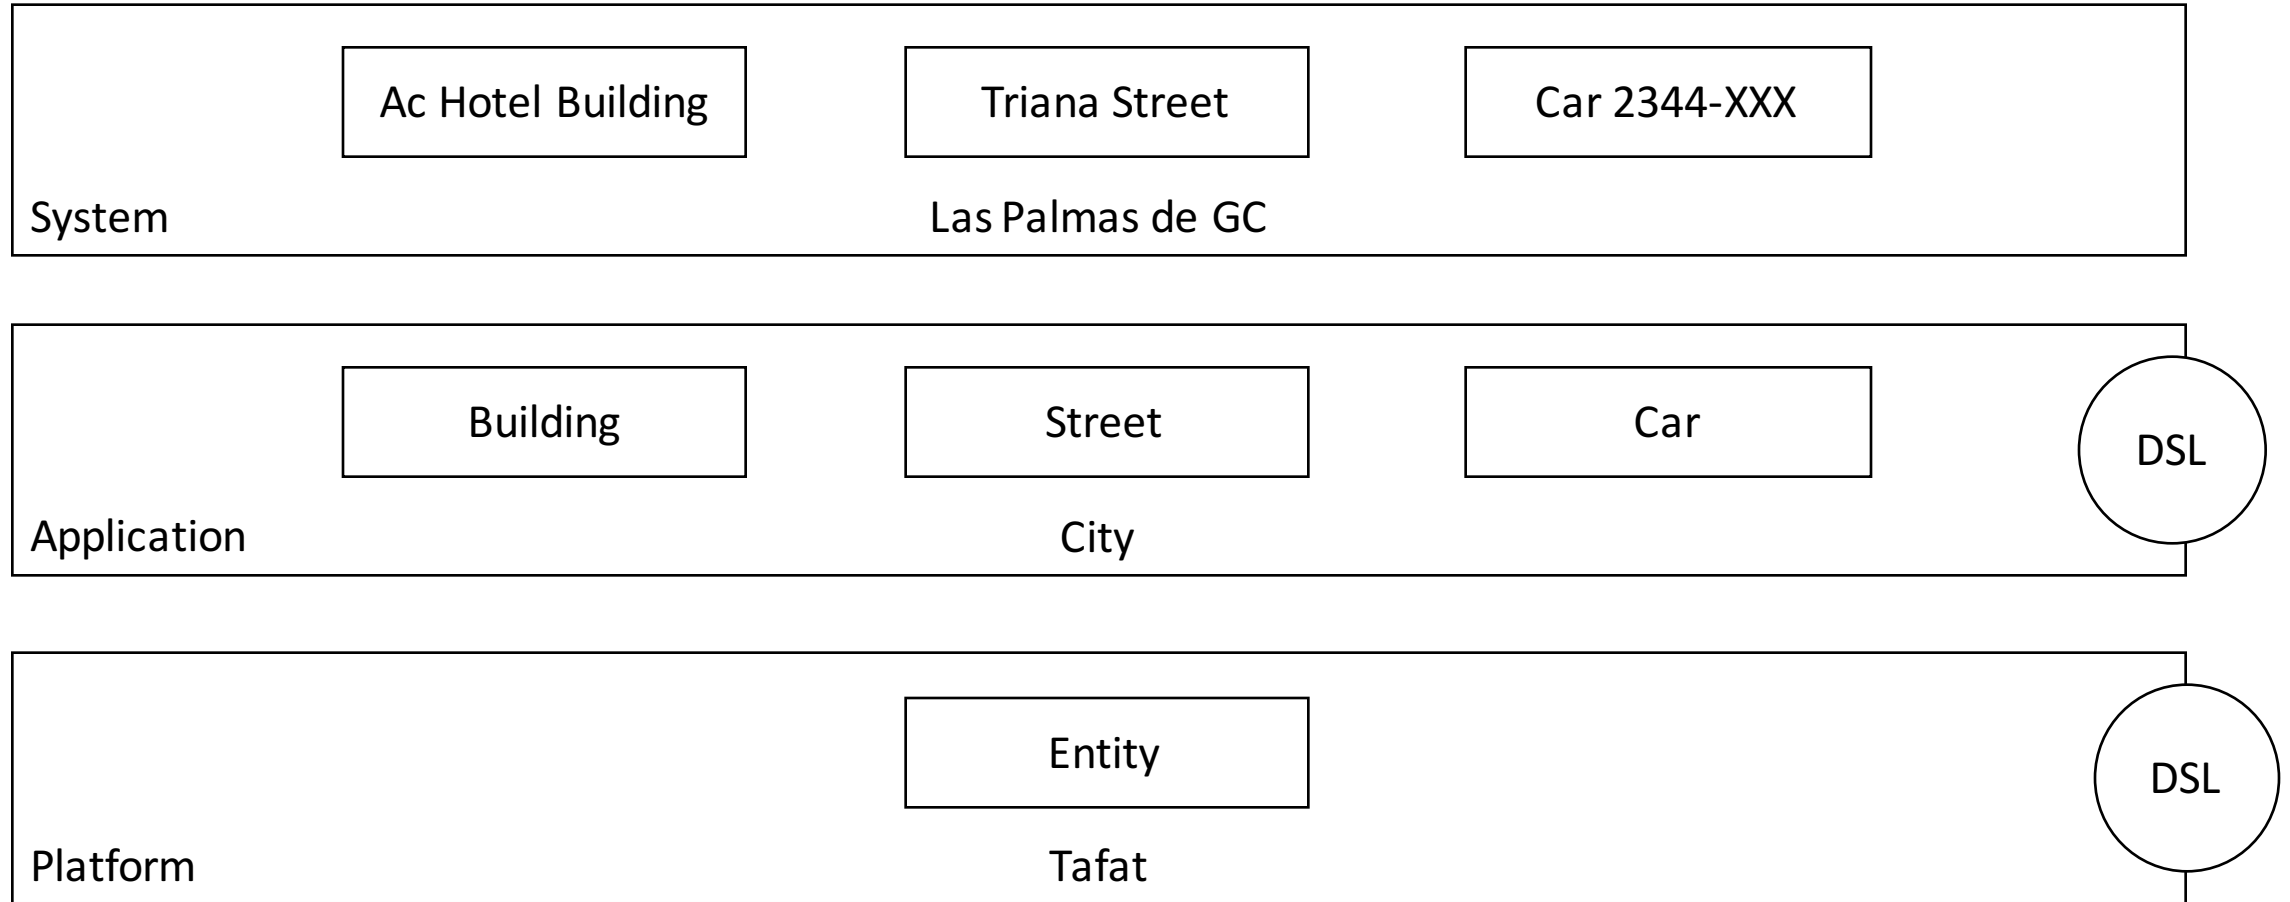 Ac Hotel Building
Triana Street
Car 2344-XXX
System
Las Palmas de GC
Building
Street
Car
DSL
Application
City
Entity
DSL
Platform
Tafat